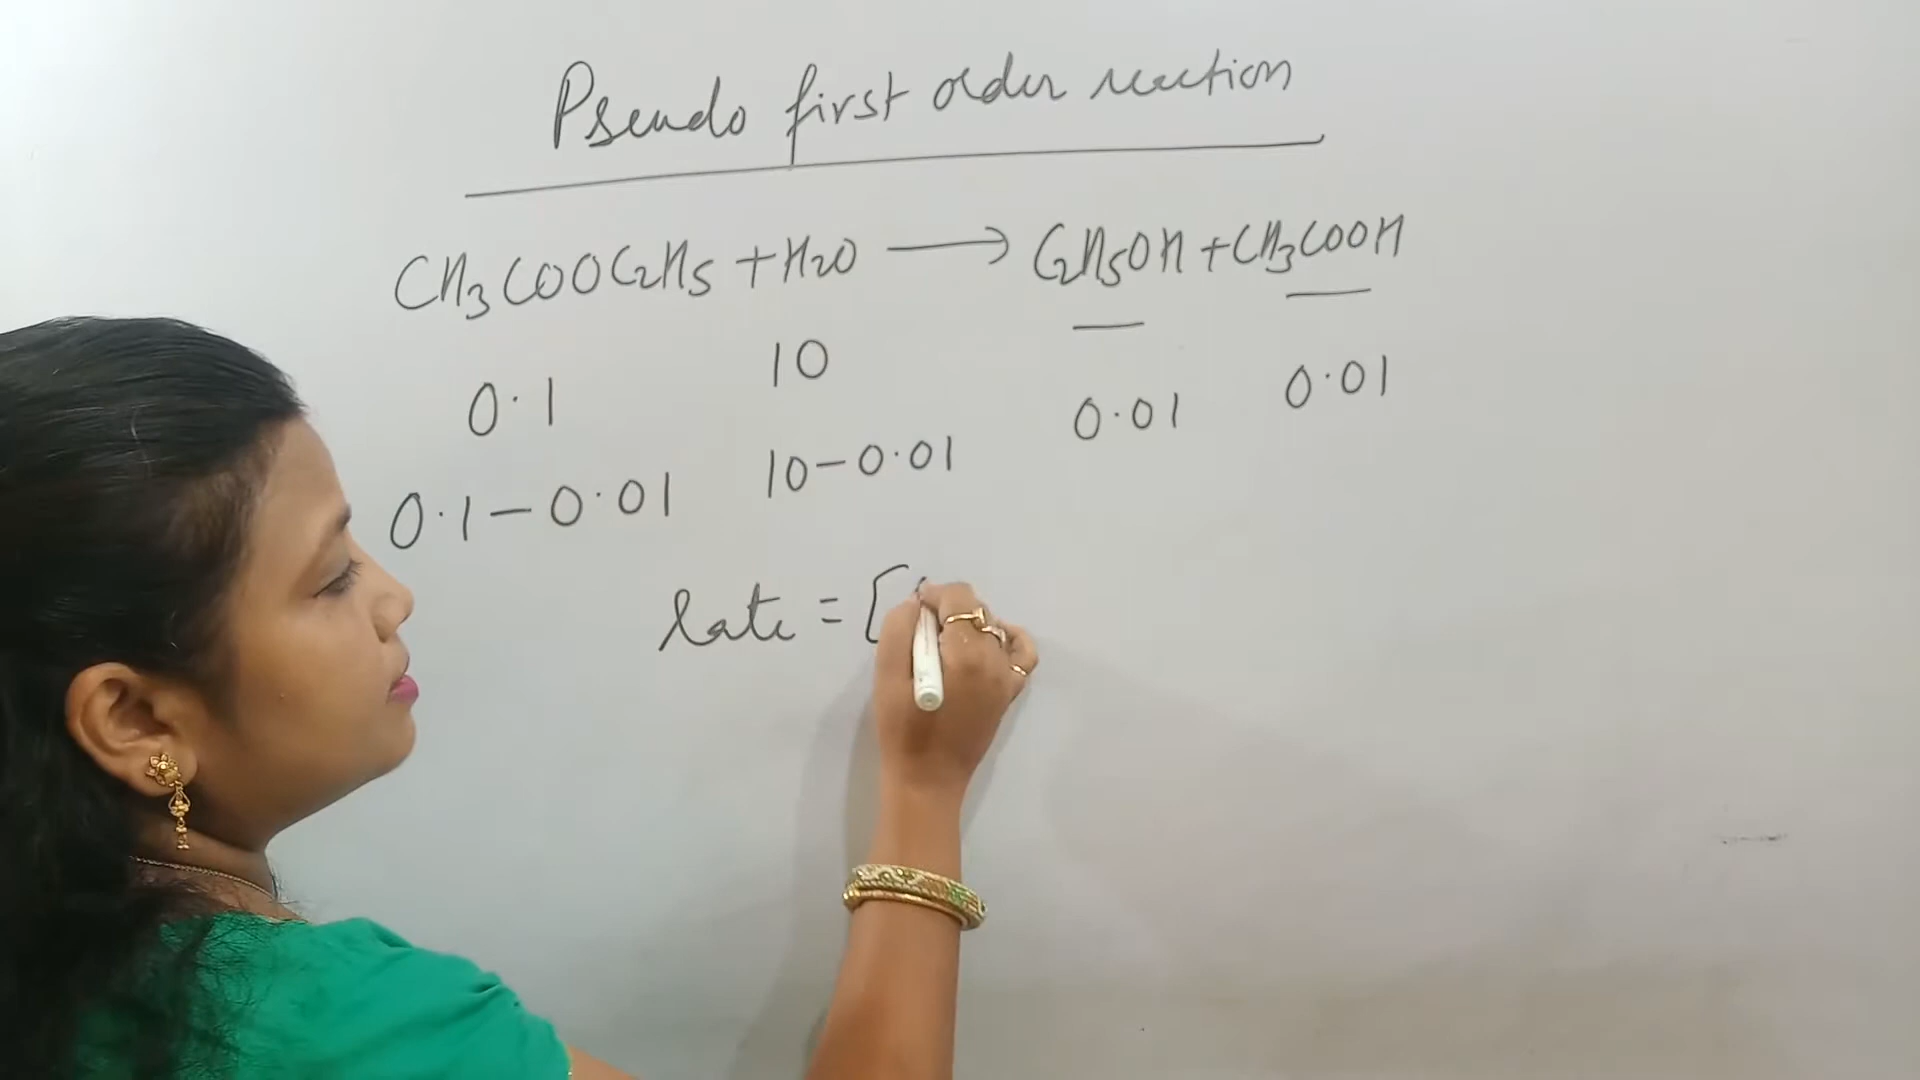 Pseudo first order reaction
CH3COOC2H5 + H2O → C2H5OH + CH3COOH
0.1 10 0.01 0.01
0.1-0.01 10-0.01
rate = [